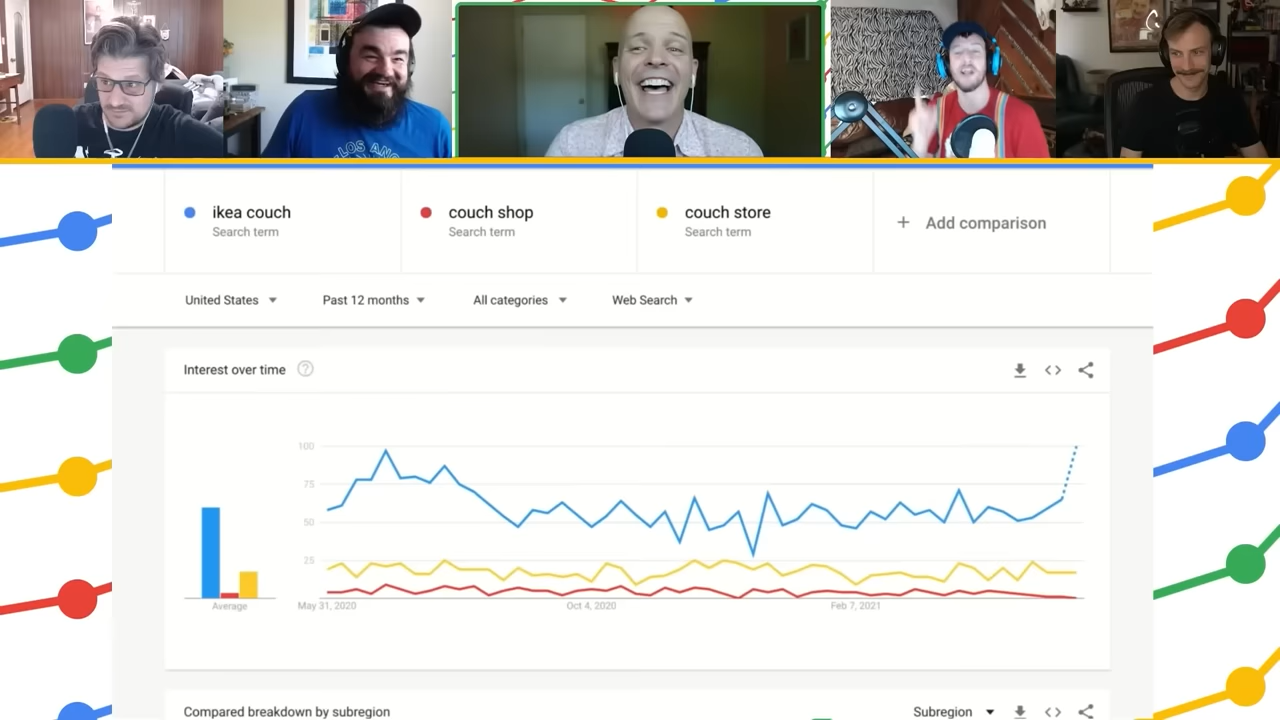 LOS AN
ikea couch
Search term
couch shop
Search term
couch store
Search term
+ Add comparison
United States
Past 12 months
All categories
Web Search
Interest over time
?
100
75
50
25
Average
May 31, 2020
Oct 4, 2020
Feb 7, 2021
Compared breakdown by subregion
Subregion